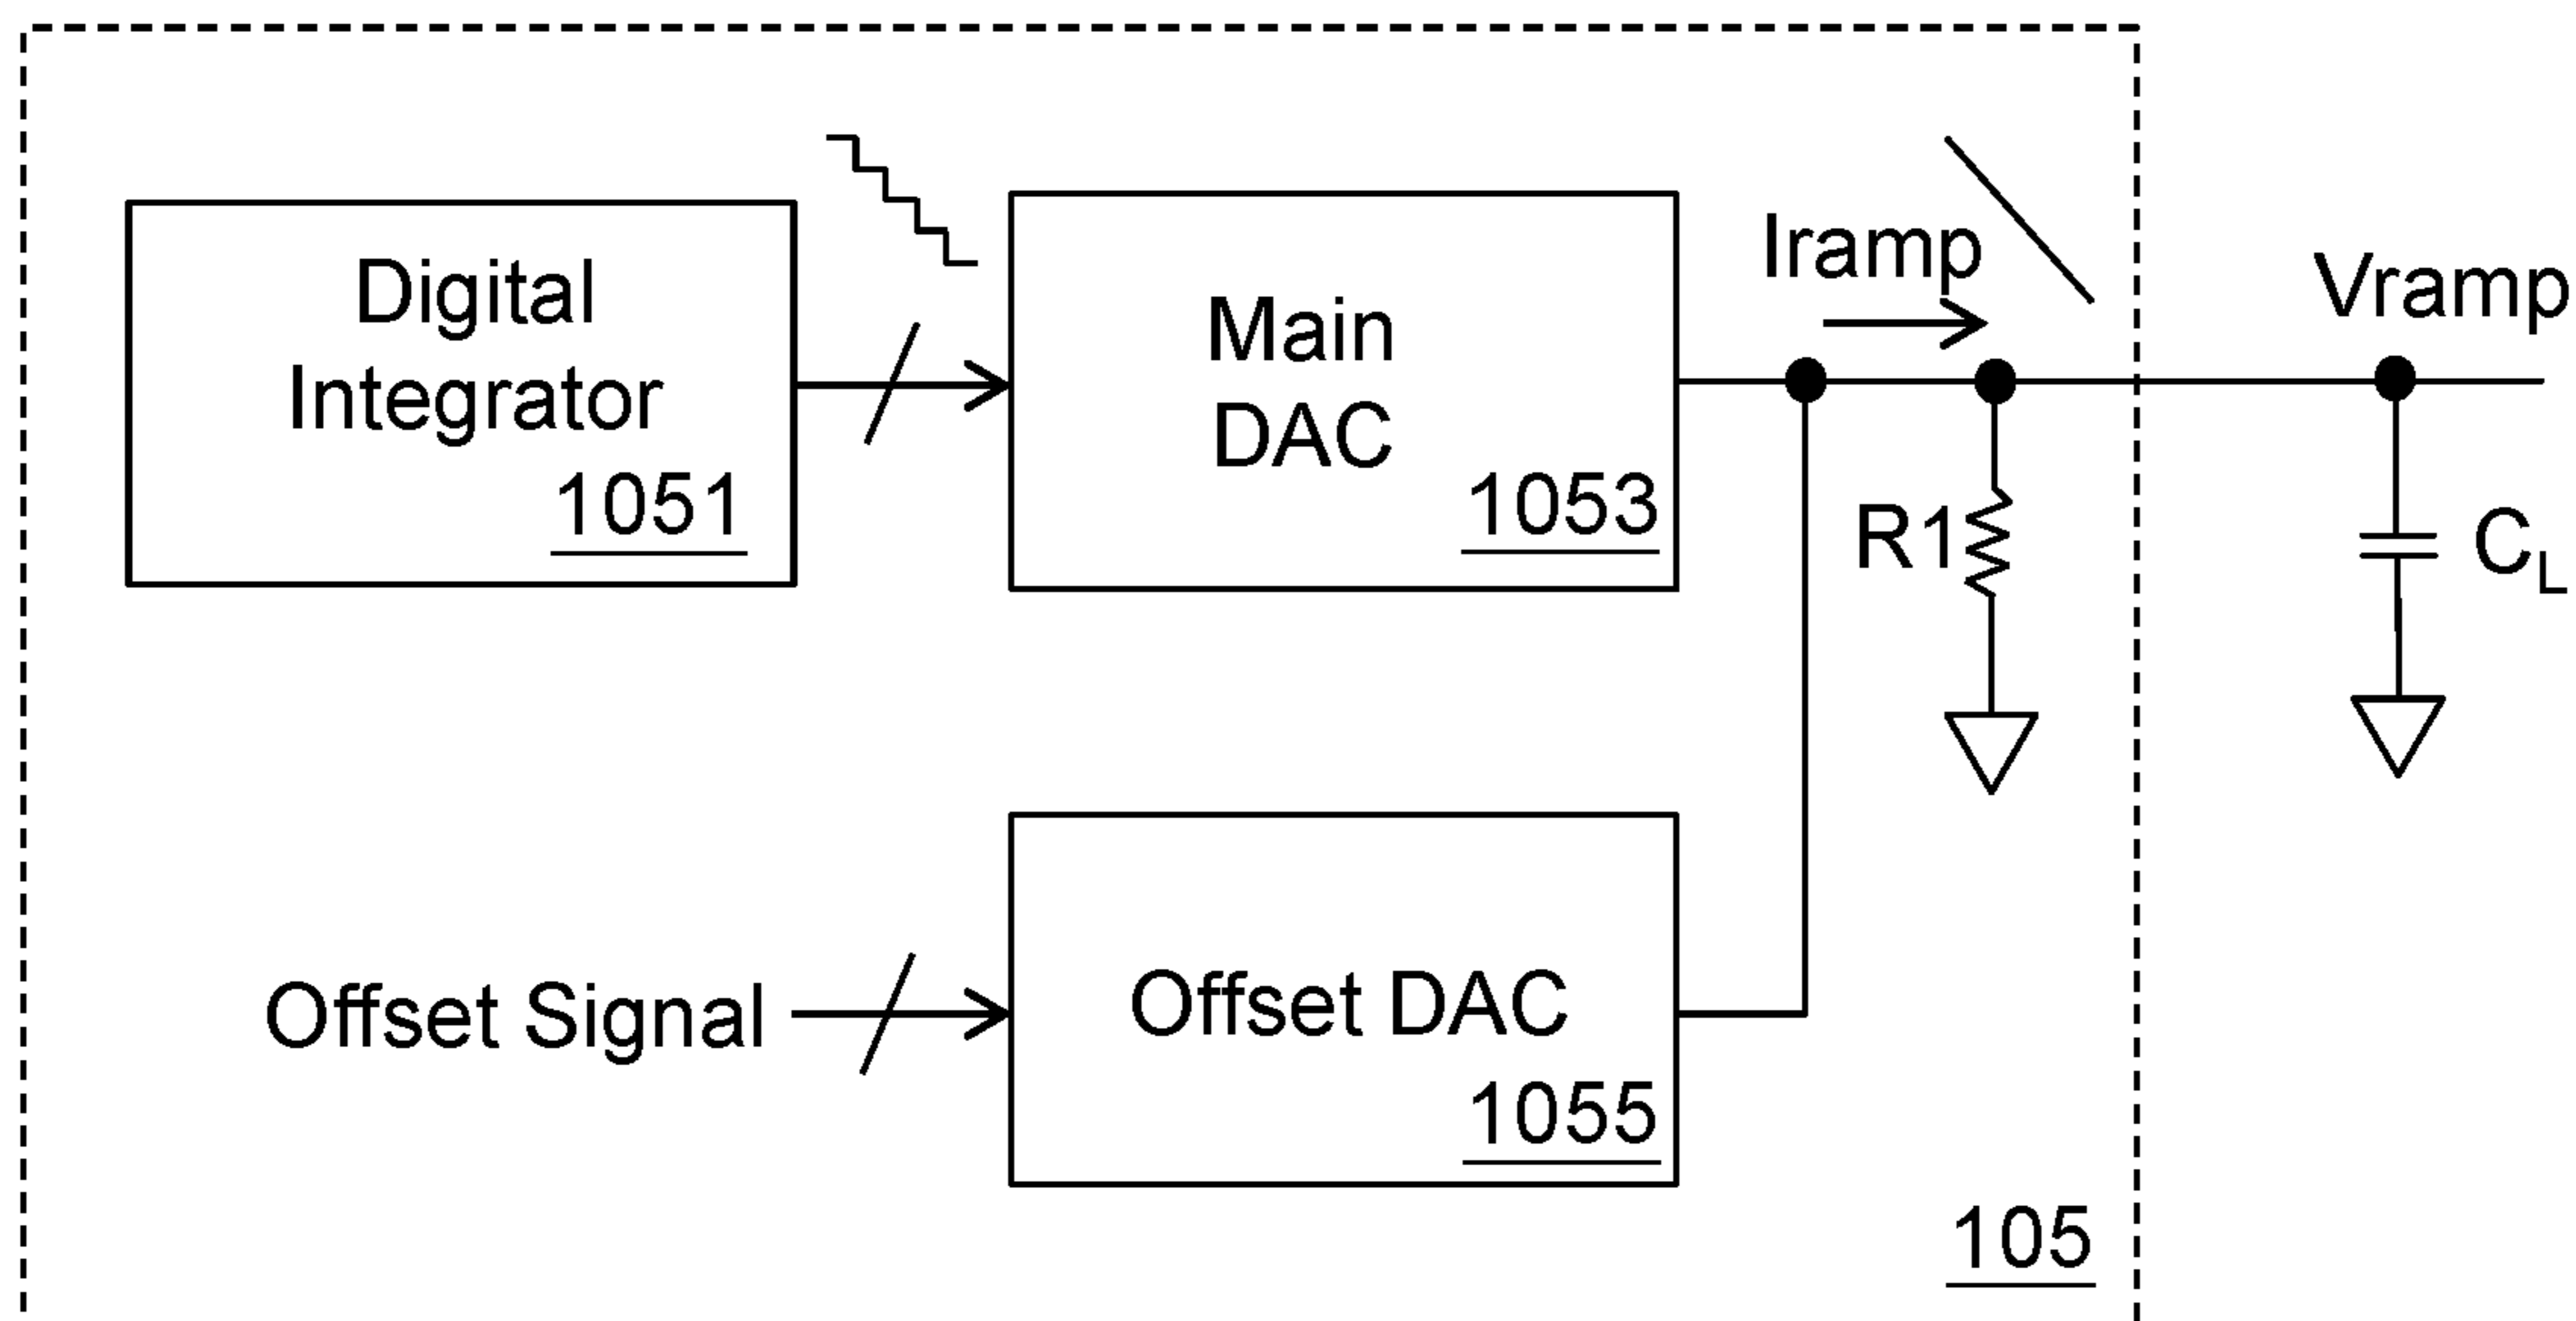 Digital
Integrator
1051
Main
DAC
1053
Iramp
Vramp
R1
CL
Offset Signal
Offset DAC
1055
105